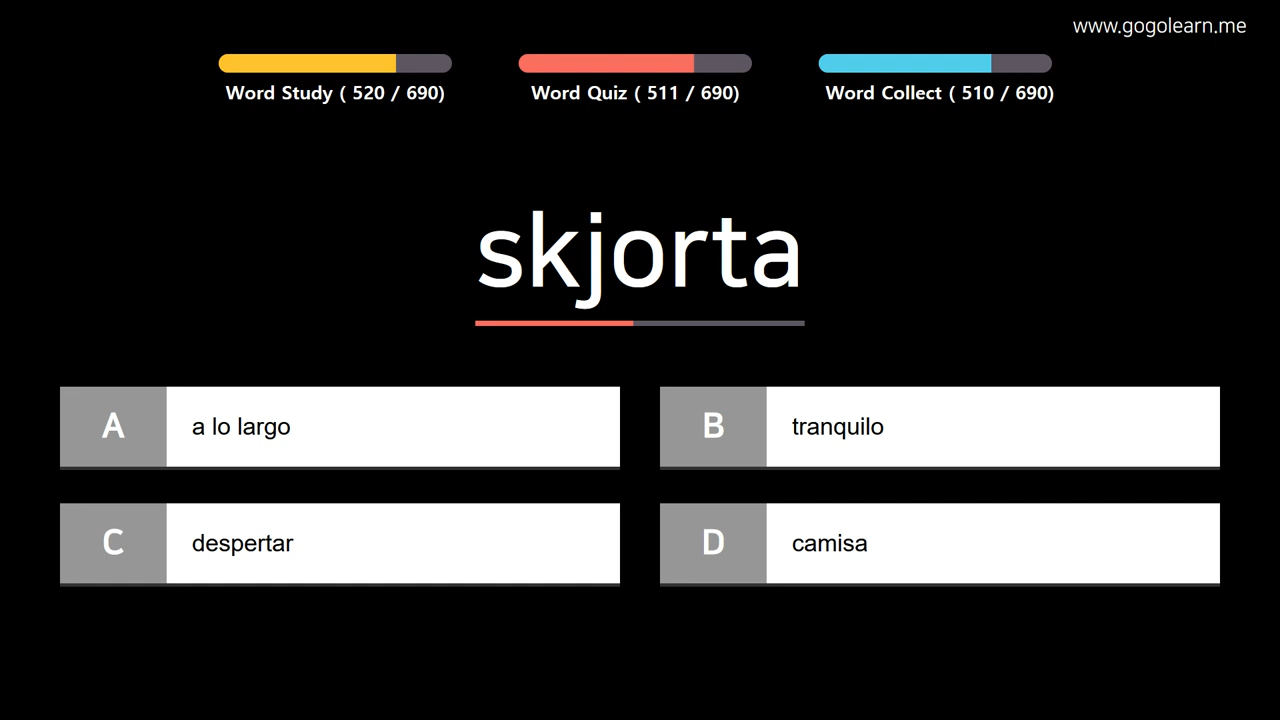 www.gogolearn.me
Word Study ( 520 / 690)
Word Quiz ( 511 / 690)
Word Collect ( 510 / 690)
skjorta
A a lo largo
B tranquilo
C despertar
D camisa